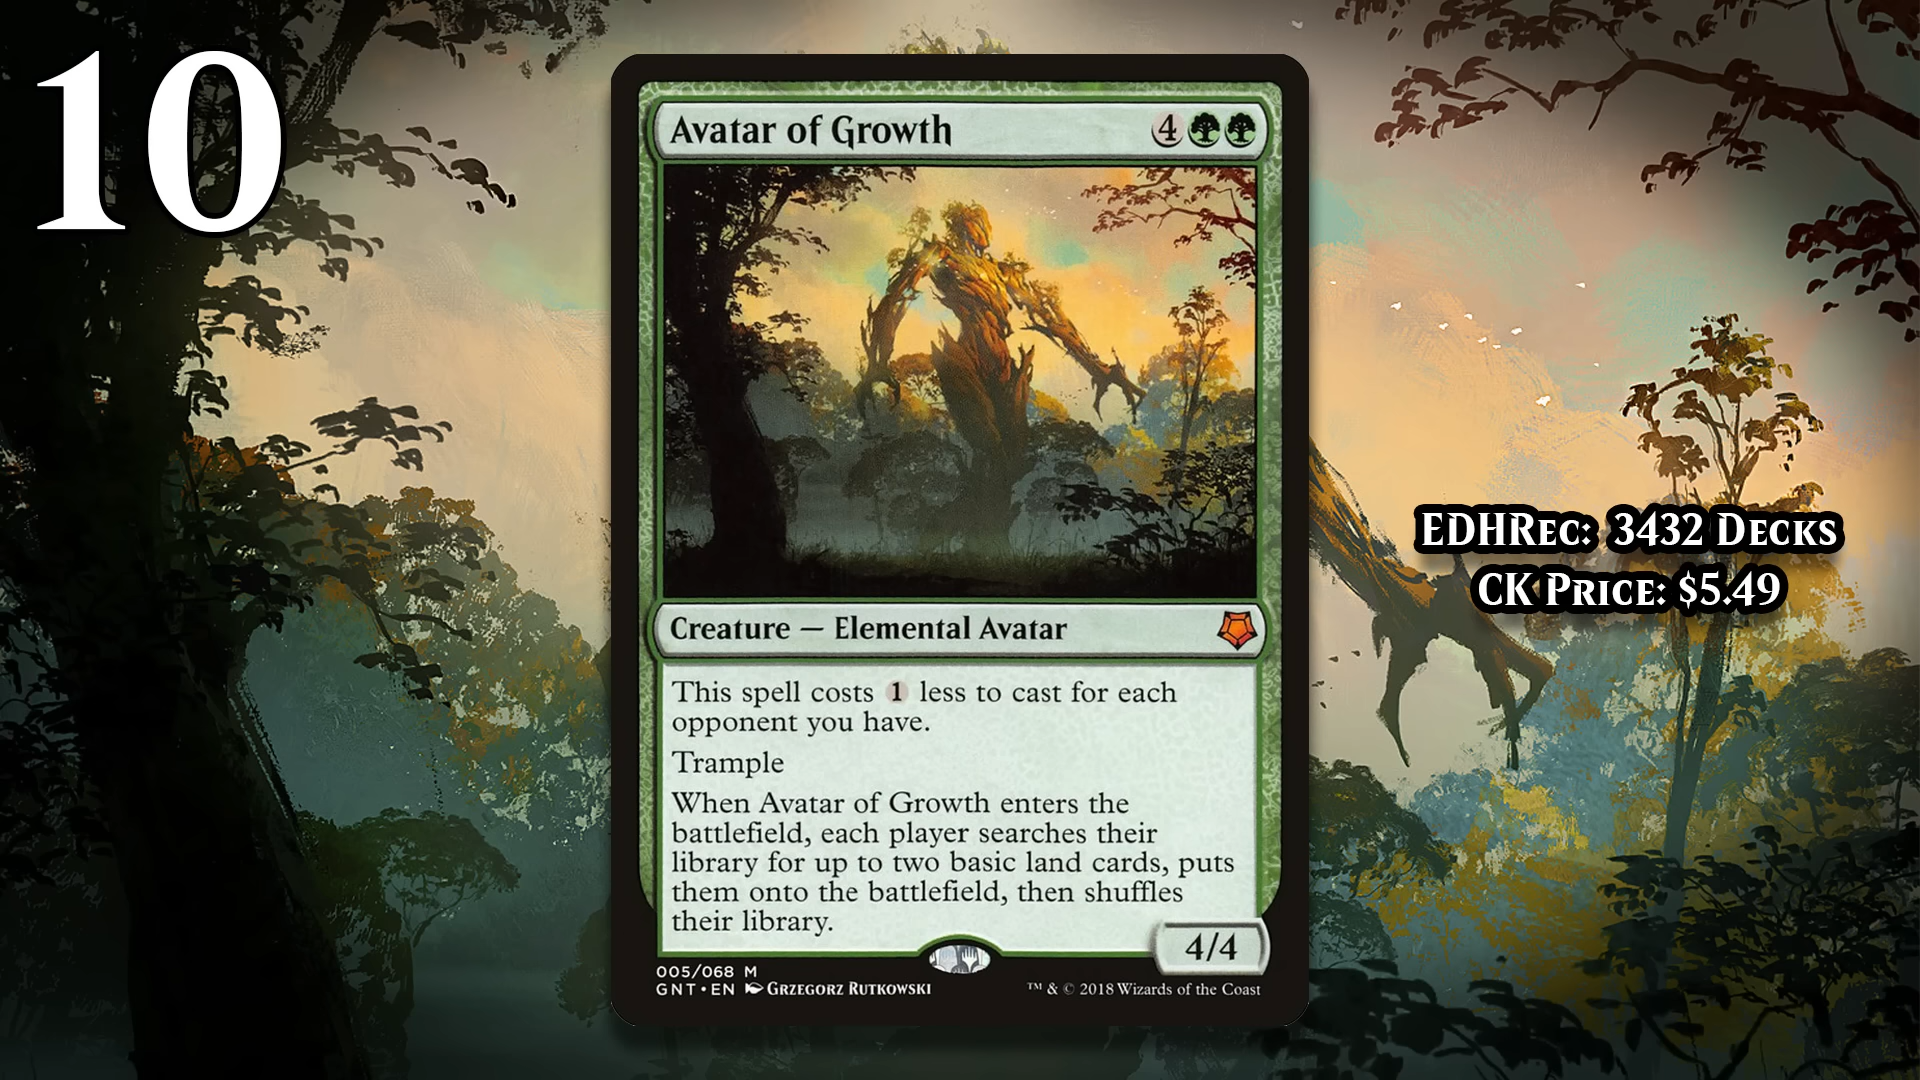 10
Avatar of Growth 4
Creature — Elemental Avatar
This spell costs 1 less to cast for each
opponent you have.
Trample
When Avatar of Growth enters the
battlefield, each player searches their
library for up to two basic land cards, puts
them onto the battlefield, then shuffles
their library.
4/4
005/068 M
GNT • EN Grzegorz Rutkowski
™ & © 2018 Wizards of the Coast
EDHRec: 3432 Decks
CK Price: $5.49